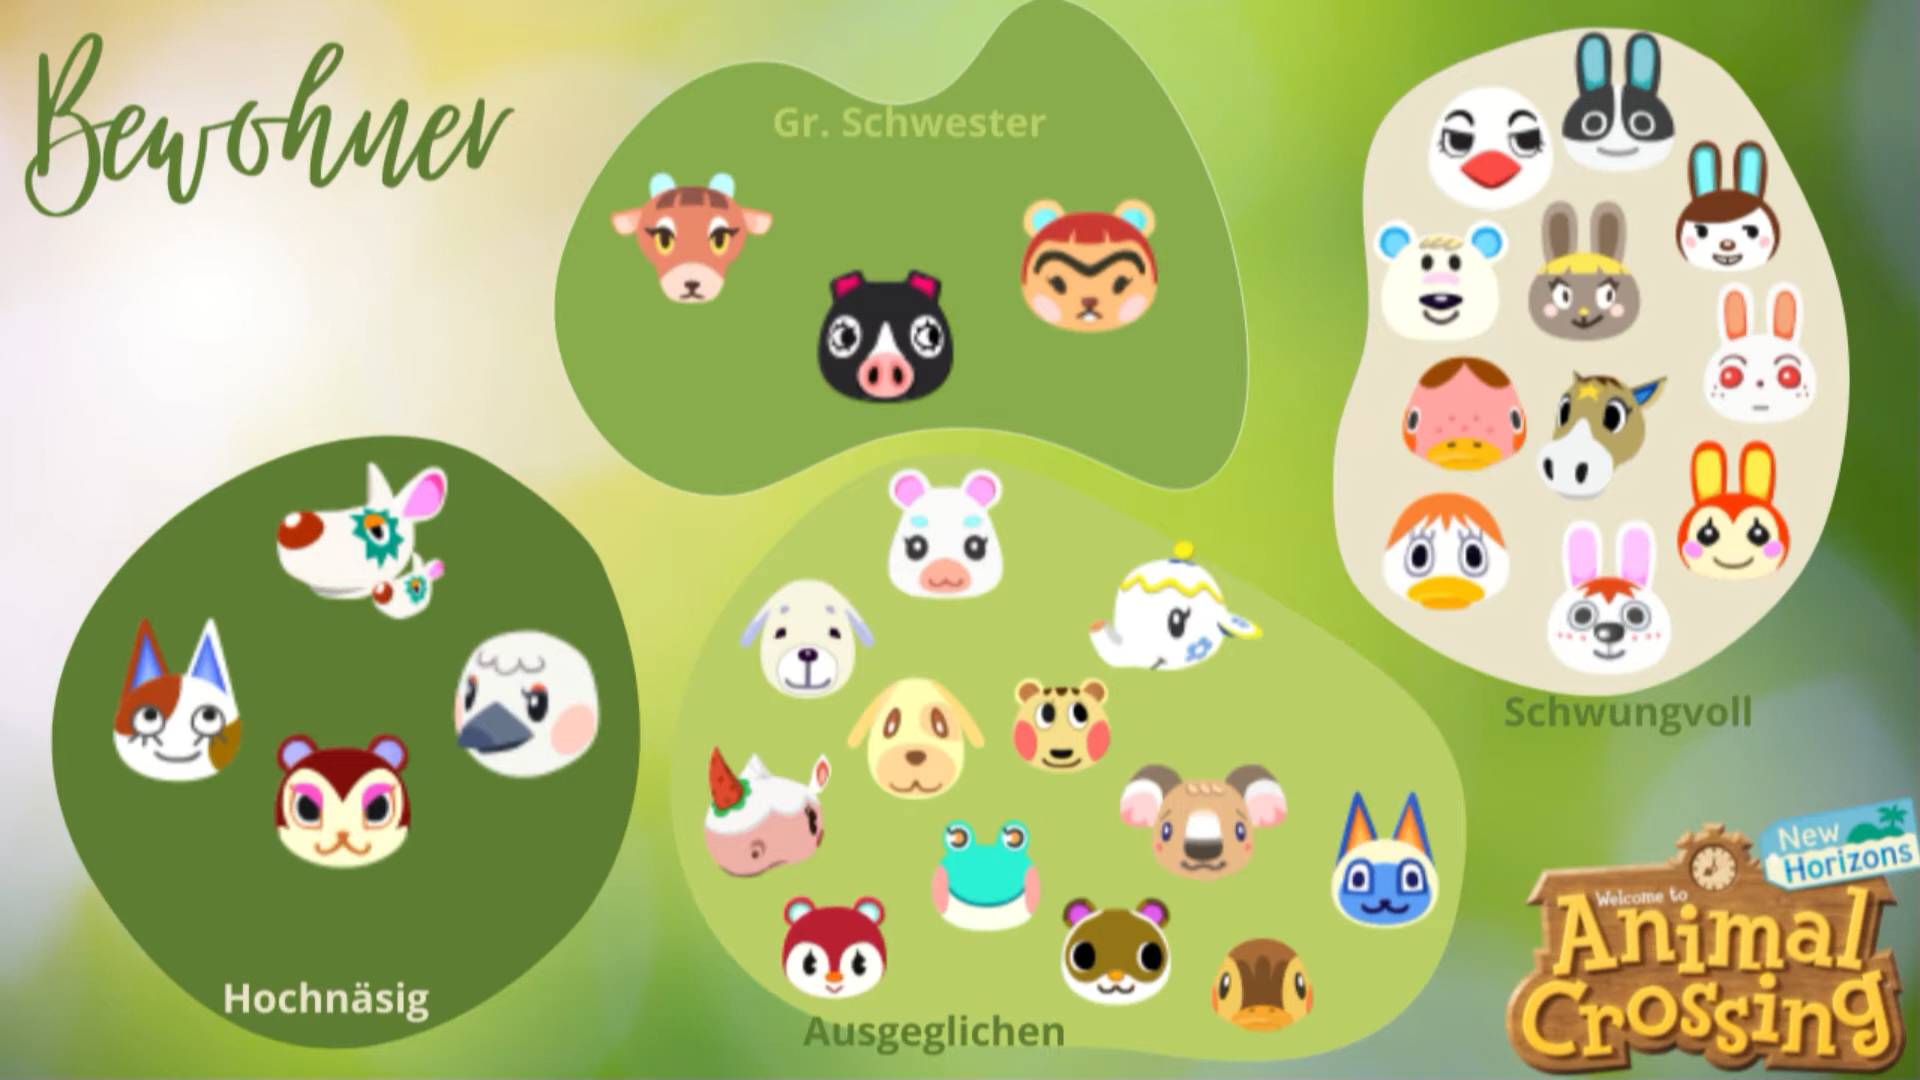 Bewohner
Gr. Schwester
Schwungvoll
Hochnäsig
Ausgeglichen
New
Horizons
Welcome to
Animal
Crossing